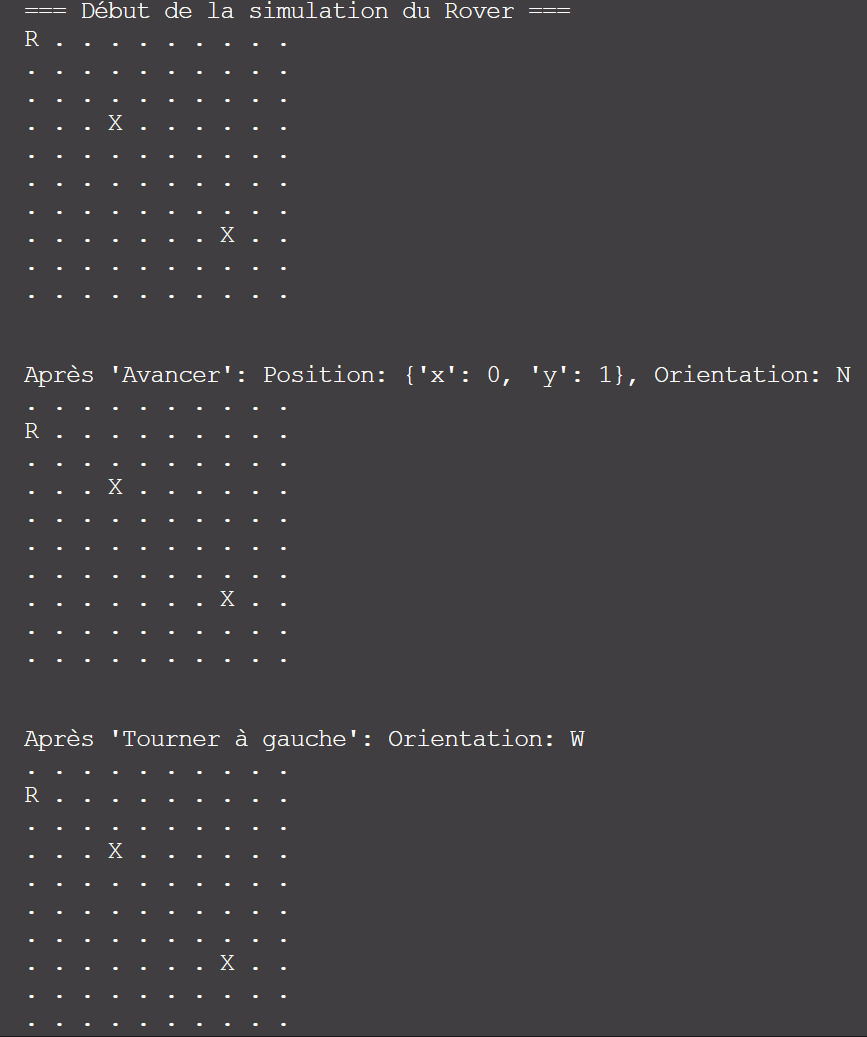 === Début de la simulation du Rover ===
R . . . . . . . . .
. . . . . . . . . .
. . . . . . . . . .
. . . X . . . . . .
. . . . . . . . . .
. . . . . . . . . .
. . . . . . . . . .
. . . . . . . X . .
. . . . . . . . . .
. . . . . . . . . .
Après 'Avancer': Position: {'x': 0, 'y': 1}, Orientation: N
. . . . . . . . . .
R . . . . . . . . .
. . . . . . . . . .
. . . X . . . . . .
. . . . . . . . . .
. . . . . . . . . .
. . . . . . . . . .
. . . . . . . X . .
. . . . . . . . . .
. . . . . . . . . .
Après 'Tourner à gauche': Orientation: W
. . . . . . . . . .
R . . . . . . . . .
. . . . . . . . . .
. . . X . . . . . .
. . . . . . . . . .
. . . . . . . . . .
. . . . . . . . . .
. . . . . . . X . .
. . . . . . . . . .
. . . . . . . . . .